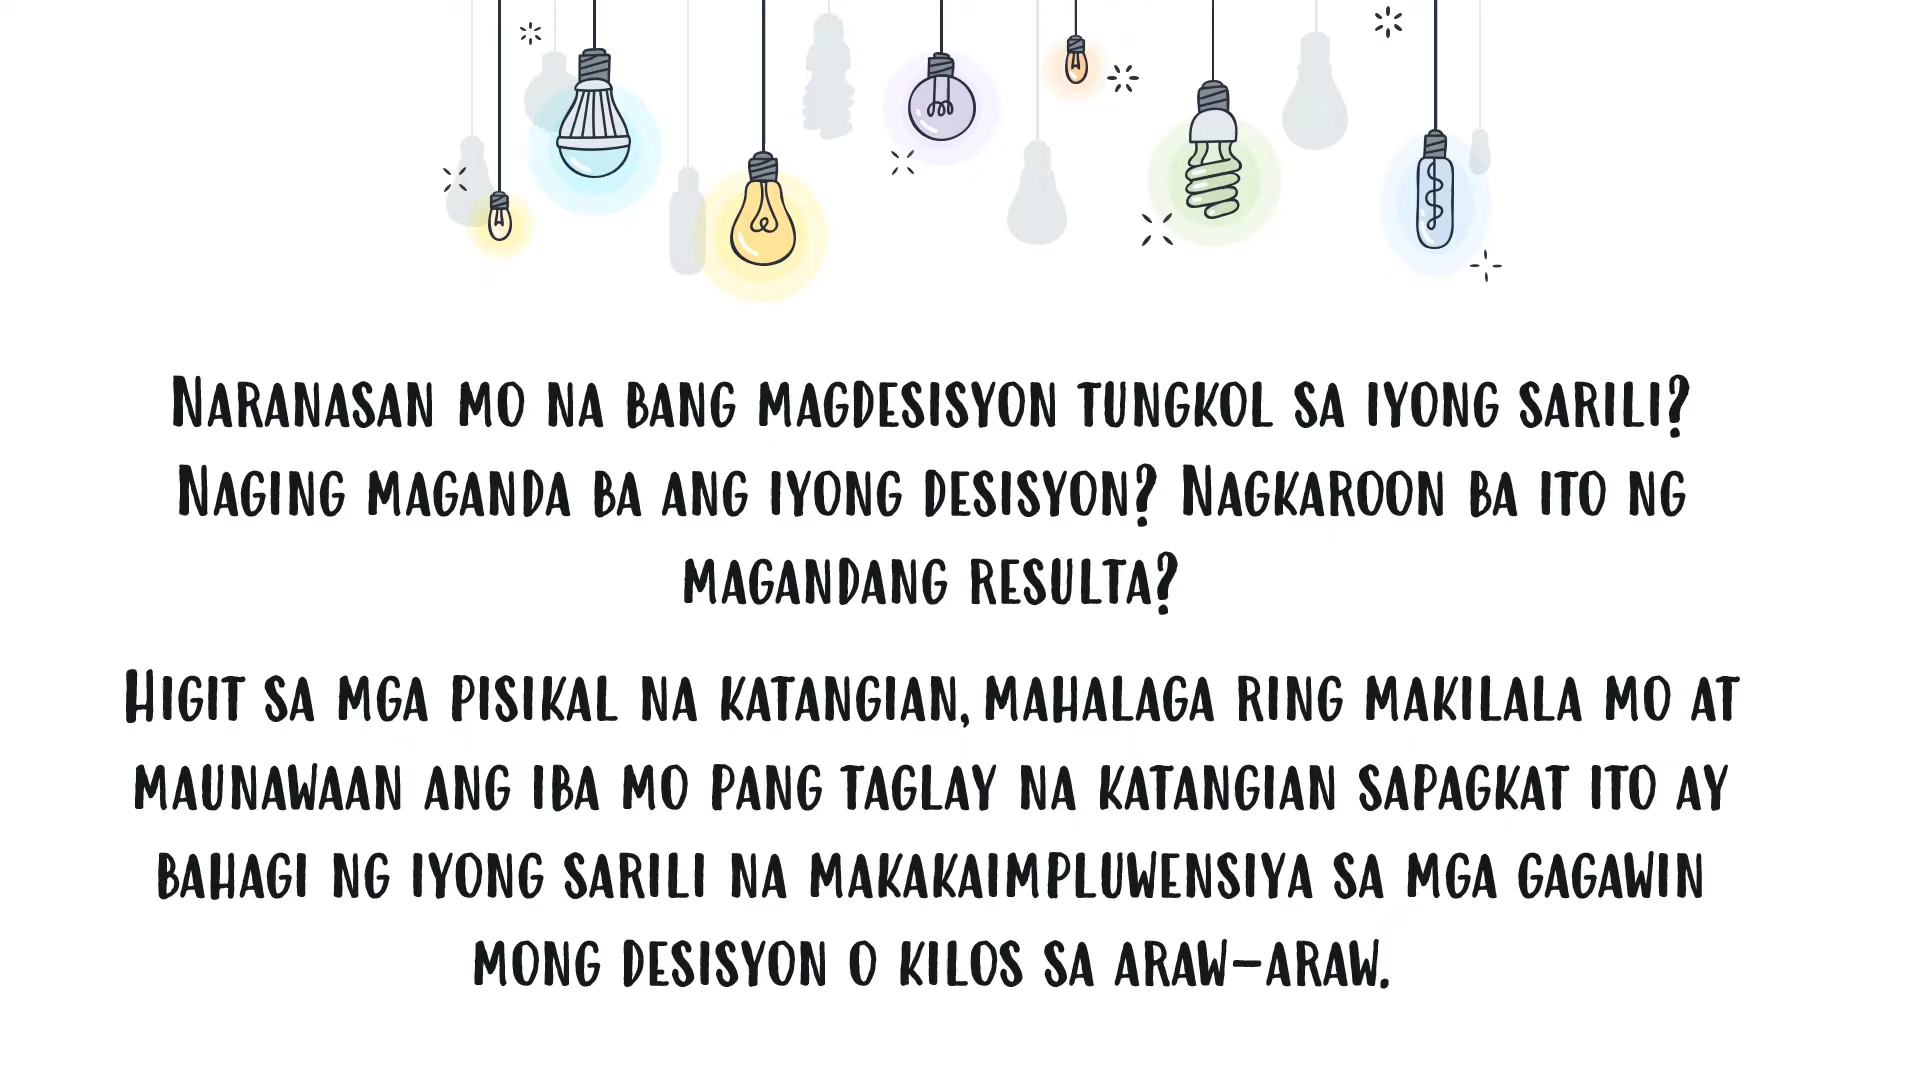 Naranasan mo na bang magdesisyon tungkol sa iyong sarili?
Naging maganda ba ang iyong desisyon? Nagkaroon ba ito ng
magandang resulta?
Higit sa mga pisikal na katangian, mahalaga ring makilala mo at
maunawaan ang iba mo pang taglay na katangian sapagkat ito ay
bahagi ng iyong sarili na makakaimpluwensiya sa mga gagawin
mong desisyon o kilos sa araw-araw.